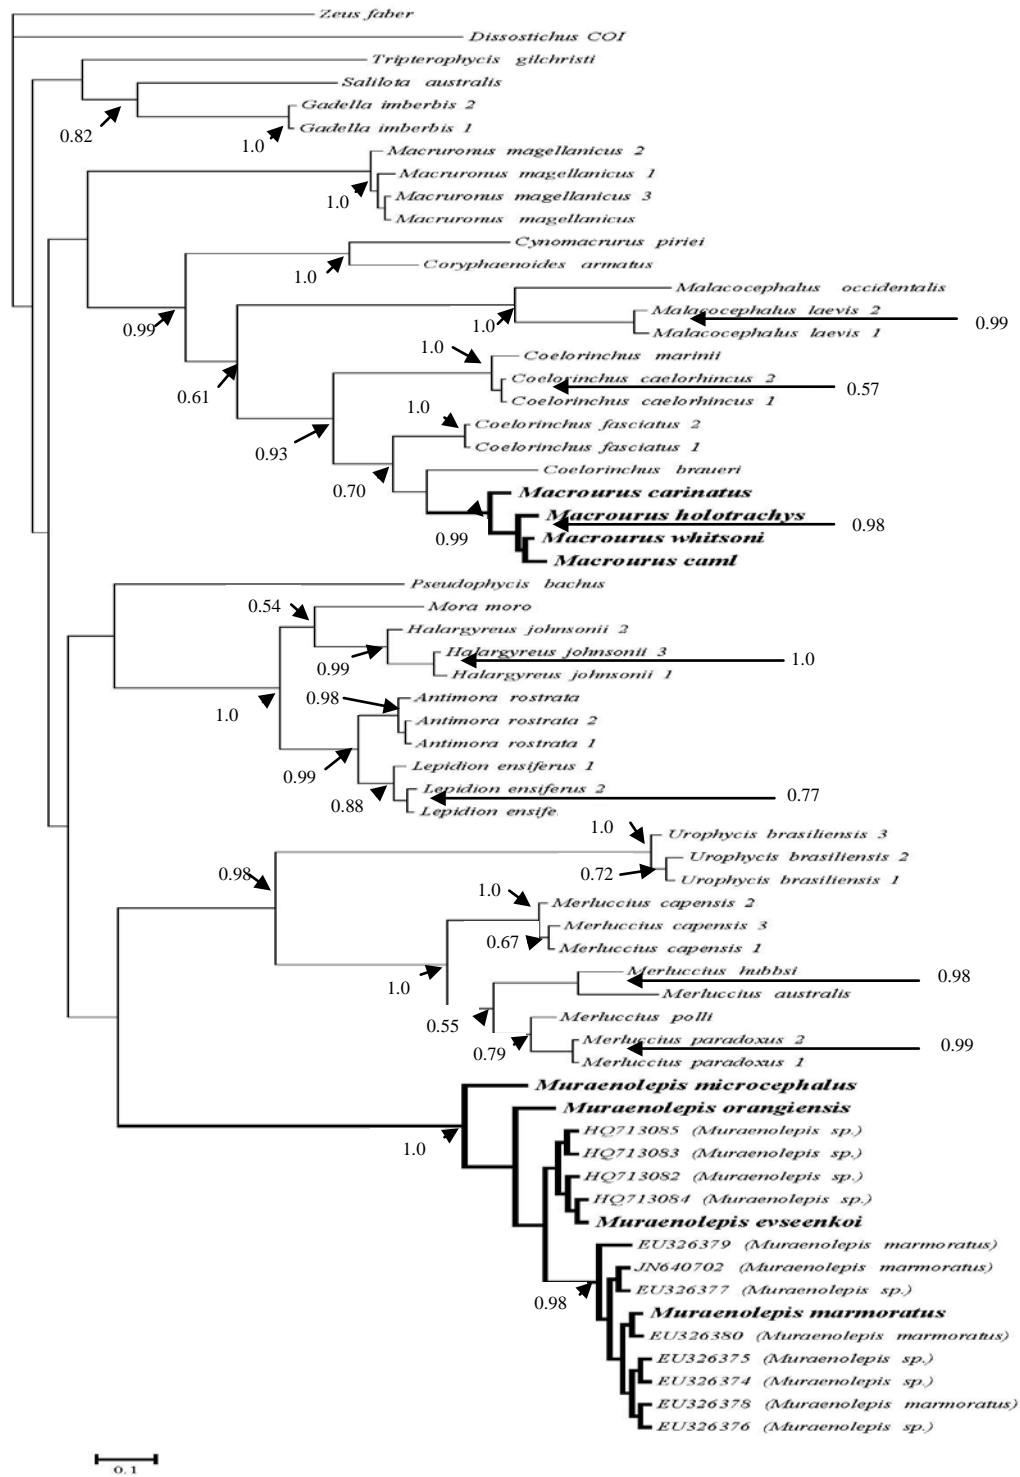 Zeus faber
Dissostichus COI
Tripterophycis gilchristi
Salilota australis
Gadella imberbis 2
0.82
Gadella imberbis 1
1.0
Macruronus magellanicus 2
Macruronus magellanicus 1
1.0
Macruronus magellanicus 3
Macruronus magellanicus
Cynomacrurus piriei
1.0
Coryphaenoides armatus
Malacocephalus occidentalis
Malacocephalus laevis 2
0.99
0.99
1.0
Malacocephalus laevis 1
1.0
Coelorinchus marinii
Coelorinchus caelorhincus 2
0.57
0.61
Coelorinchus caelorhincus 1
1.0
Coelorinchus fasciatus 2
0.93
Coelorinchus fasciatus 1
Coelorinchus braueri
0.70
Macrourus carinatus
Macrourus holotrachys
0.98
0.99
Macrourus whitsoni
Macrourus caml
Pseudophycis bachus
0.54
Mora moro
Halargyreus johnsonii 2
Halargyreus johnsonii 3
1.0
0.99
Halargyreus johnsonii 1
0.98
Antimora rostrata
1.0
Antimora rostrata 2
Antimora rostrata 1
0.99
Lepidion ensiferus 1
Lepidion ensiferus 2
0.77
0.88
Lepidion ensife
1.0
Urophycis brasiliensis 3
Urophycis brasiliensis 2
0.98
0.72
Urophycis brasiliensis 1
1.0
Merluccius capensis 2
Merluccius capensis 3
0.67
Merluccius capensis 1
Merluccius hubbsi
0.98
1.0
Merluccius australis
Merluccius polli
0.55
Merluccius paradoxus 2
0.99
0.79
Merluccius paradoxus 1
Muraenolepis microcephalus
Muraenolepis orangiensis
HQ713085 (Muraenolepis sp.)
1.0
HQ713083 (Muraenolepis sp.)
HQ713082 (Muraenolepis sp.)
HQ713084 (Muraenolepis sp.)
Muraenolepis evseenkoi
EU326379 (Muraenolepis marmoratus)
JN640702 (Muraenolepis marmoratus)
EU326377 (Muraenolepis sp.)
0.98
Muraenolepis marmoratus
EU326380 (Muraenolepis marmoratus)
EU326375 (Muraenolepis sp.)
EU326374 (Muraenolepis sp.)
EU326378 (Muraenolepis marmoratus)
EU326376 (Muraenolepis sp.)
0.1